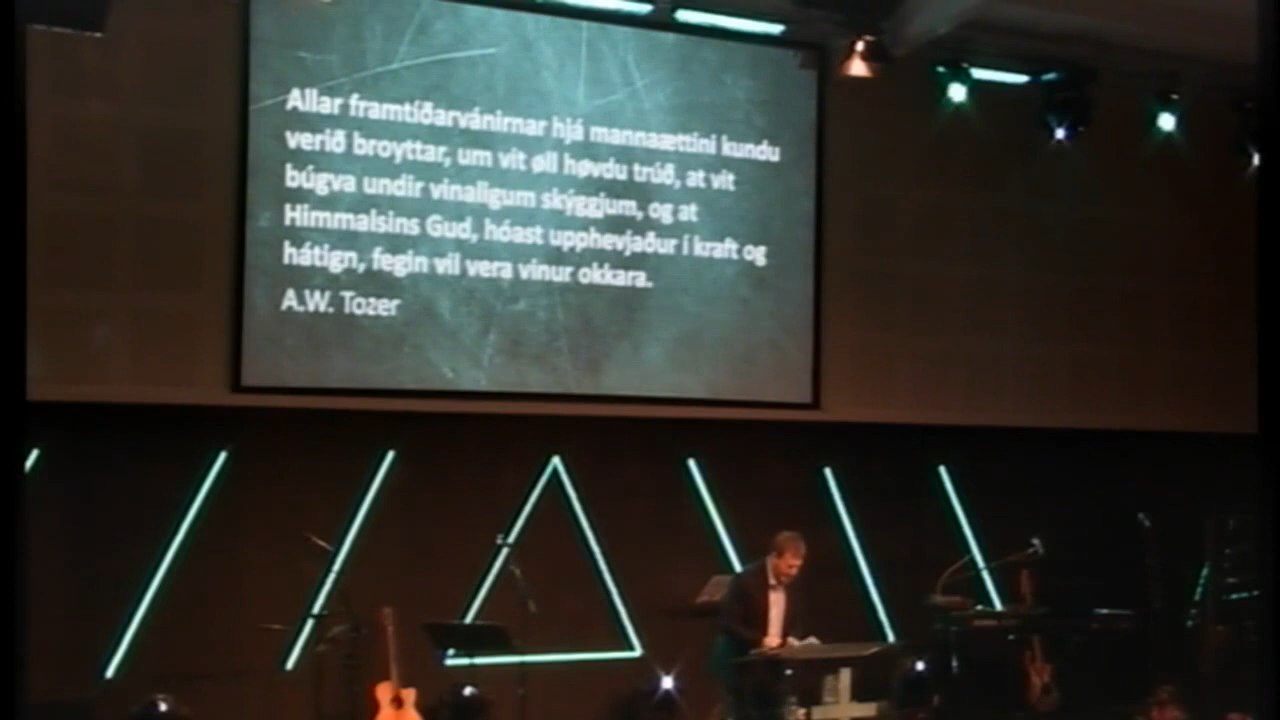 Allar framtíðarvánirnar hjá mannaættini kundu
verið broyttar, um vit øll høvdu trúð, at vit
búgva undir vinaligum skýggjum, og at
Himmalsins Gud, hóast upphevjaður í kraft og
hátign, fegin vil vera vinur okkara.
A.W. Tozer